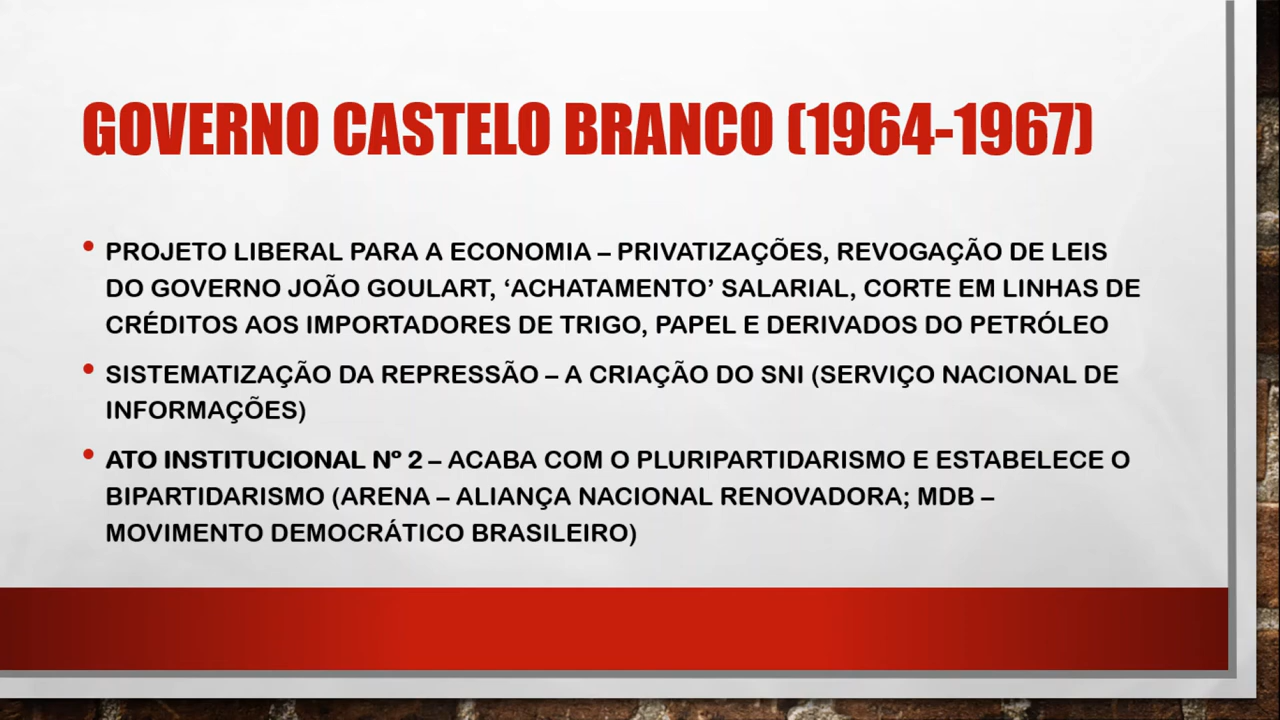 GOVERNO CASTELO BRANCO (1964-1967)
• PROJETO LIBERAL PARA A ECONOMIA – PRIVATIZAÇÕES, REVOGAÇÃO DE LEIS
DO GOVERNO JOÃO GOULART, ‘ACHATAMENTO’ SALARIAL, CORTE EM LINHAS DE
CRÉDITOS AOS IMPORTADORES DE TRIGO, PAPEL E DERIVADOS DO PETRÓLEO
• SISTEMATIZAÇÃO DA REPRESSÃO – A CRIAÇÃO DO SNI (SERVIÇO NACIONAL DE
INFORMAÇÕES)
• ATO INSTITUCIONAL Nº 2 – ACABA COM O PLURIPARTIDARISMO E ESTABELECE O
BIPARTIDARISMO (ARENA – ALIANÇA NACIONAL RENOVADORA; MDB –
MOVIMENTO DEMOCRÁTICO BRASILEIRO)